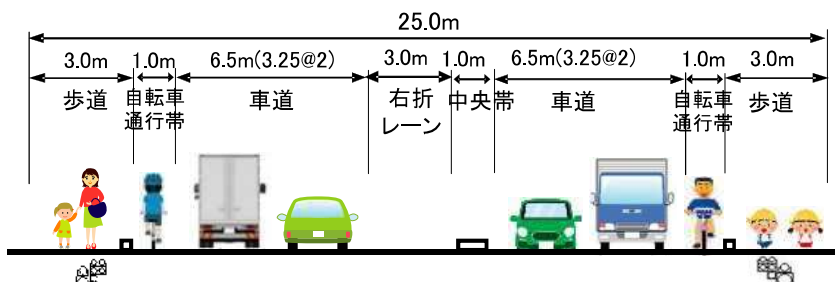 25.0m
3.0m 1.0m 6.5m(3.25@2) 3.0m 1.0m 6.5m(3.25@2) 1.0m 3.0m
歩道 自転車 車道 右折 中央帯 車道 自転車 歩道
通行帯 レーン 通行帯